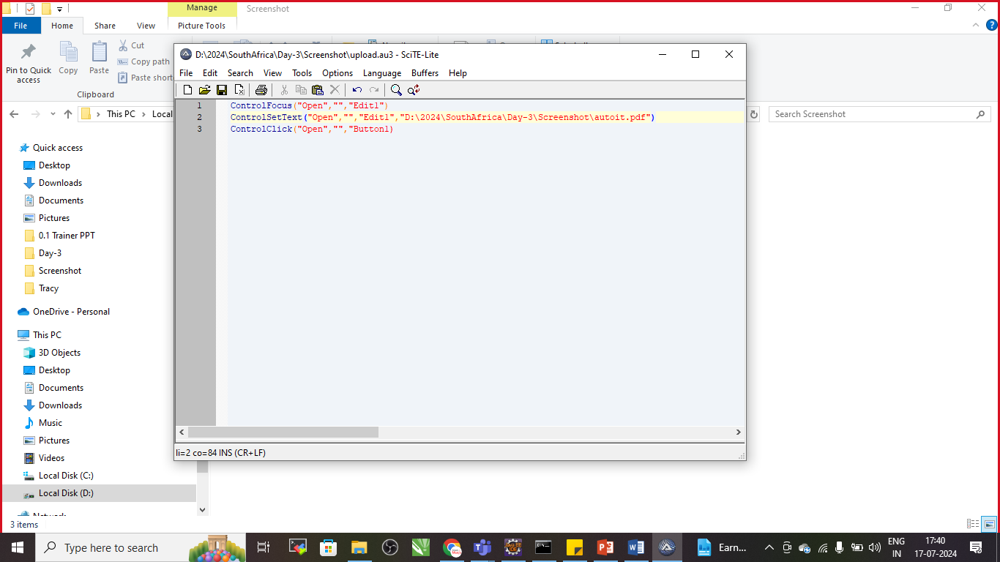 Manage
Screenshot
File
Home
Share
View
Picture Tools
Pin to Quick
access
Copy
Paste
Cut
Copy path
Paste short
Clipboard
This PC
Local
Search Screenshot
D:\2024\SouthAfrica\Day-3\Screenshot\upload.au3 - SciTE-Lite
File Edit Search View Tools Options Language Buffers Help
1 ControlFocus("Open","","Edit1")
2 ControlSetText("Open","","Edit1","D:\2024\SouthAfrica\Day-3\Screenshot\autoit.pdf")
3 ControlClick("Open","","Button1)
li=2 co=84 INS (CR+LF)
Quick access
Desktop
Downloads
Documents
Pictures
0.1 Trainer PPT
Day-3
Screenshot
Tracy
OneDrive - Personal
This PC
3D Objects
Desktop
Documents
Downloads
Music
Pictures
Videos
Local Disk (C:)
Local Disk (D:)
Network
3 items
Type here to search
Earn...
ENG
IN
17:40
17-07-2024